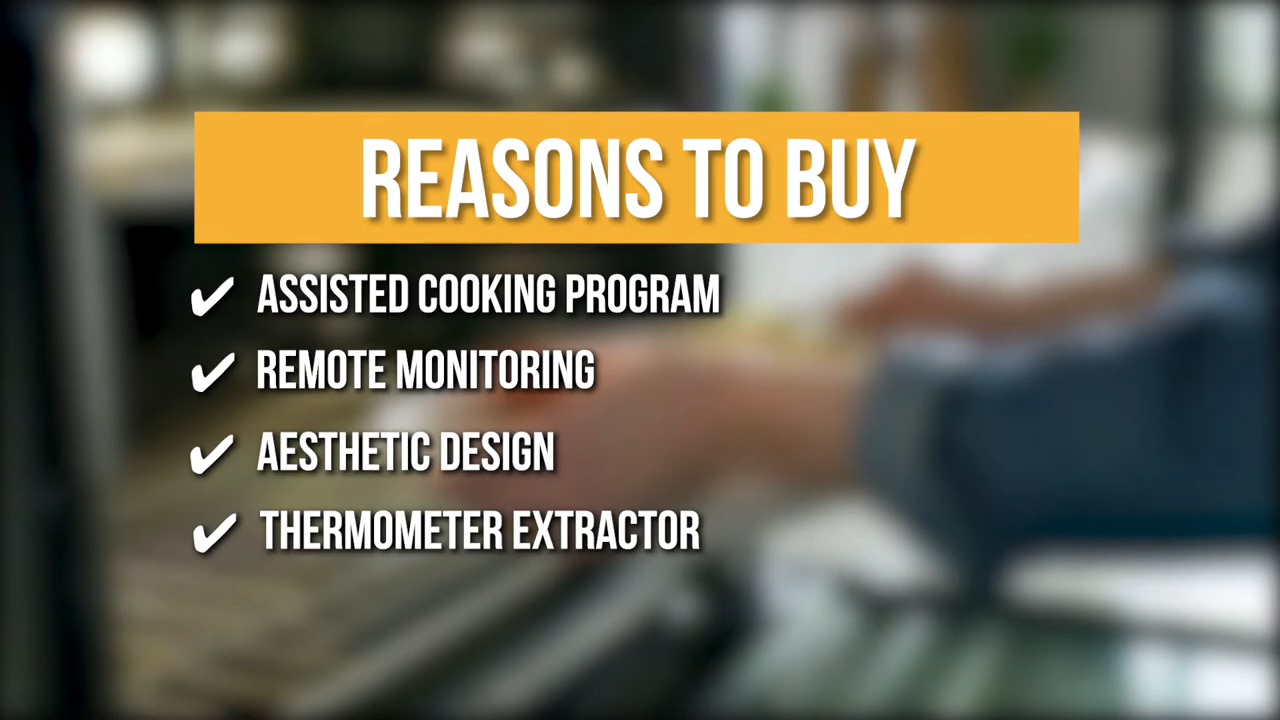 REASONS TO BUY
✔ ASSISTED COOKING PROGRAM
✔ REMOTE MONITORING
✔ AESTHETIC DESIGN
✔ THERMOMETER EXTRACTOR